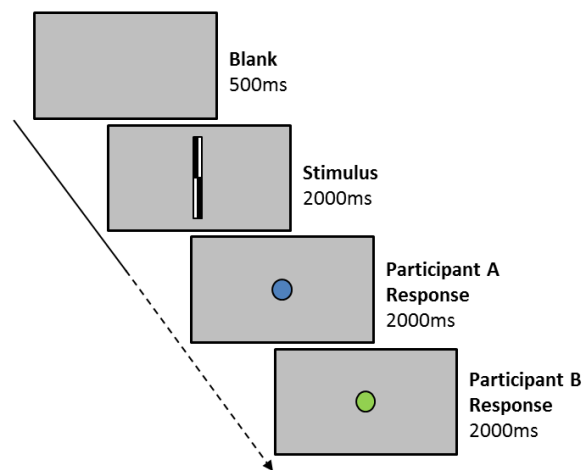 Blank
500ms
Stimulus
2000ms
Participant A
Response
2000ms
Participant B
Response
2000ms